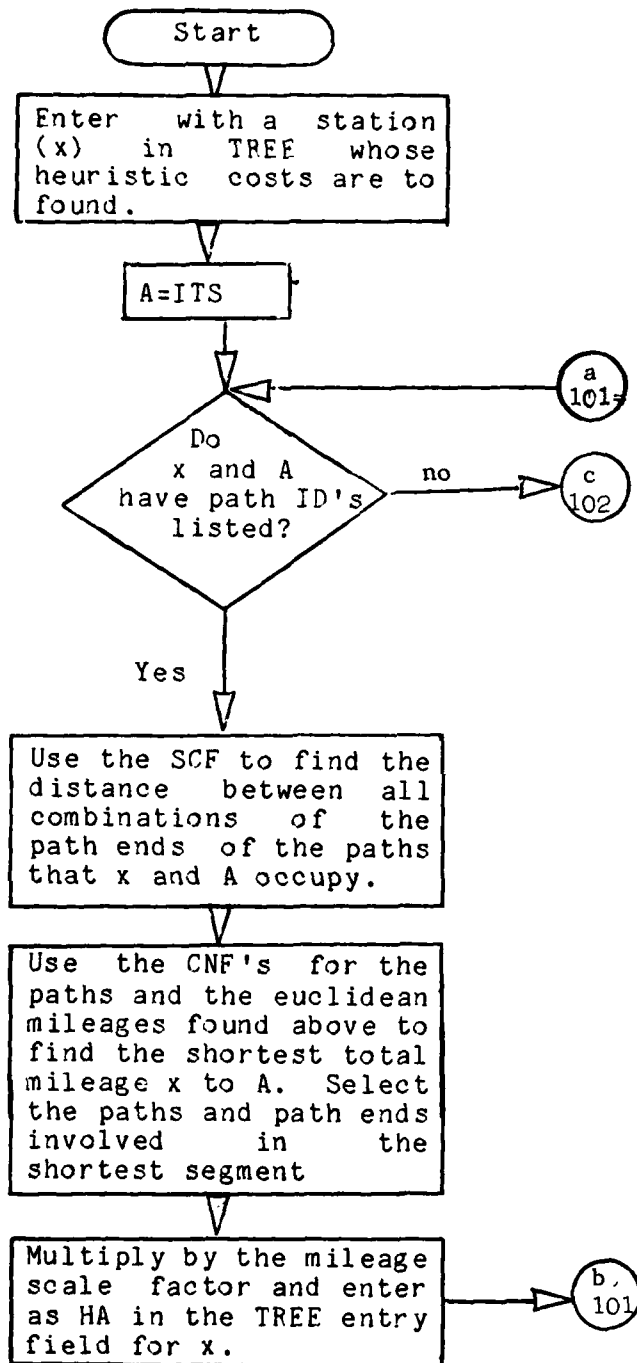 Start
Enter with a station
(x) in TREE whose
heuristic costs are to
found.
A=ITS
a
101
Do
x and A
have path ID's
listed?
no
c
102
Yes
Use the SCF to find the
distance between all
combinations of the
path ends of the paths
that x and A occupy.
Use the CNF's for the
paths and the euclidean
mileages found above to
find the shortest total
mileage x to A. Select
the paths and path ends
involved in the
shortest segment
Multiply by the mileage
scale factor and enter
as HA in the TREE entry
field for x.
b
101